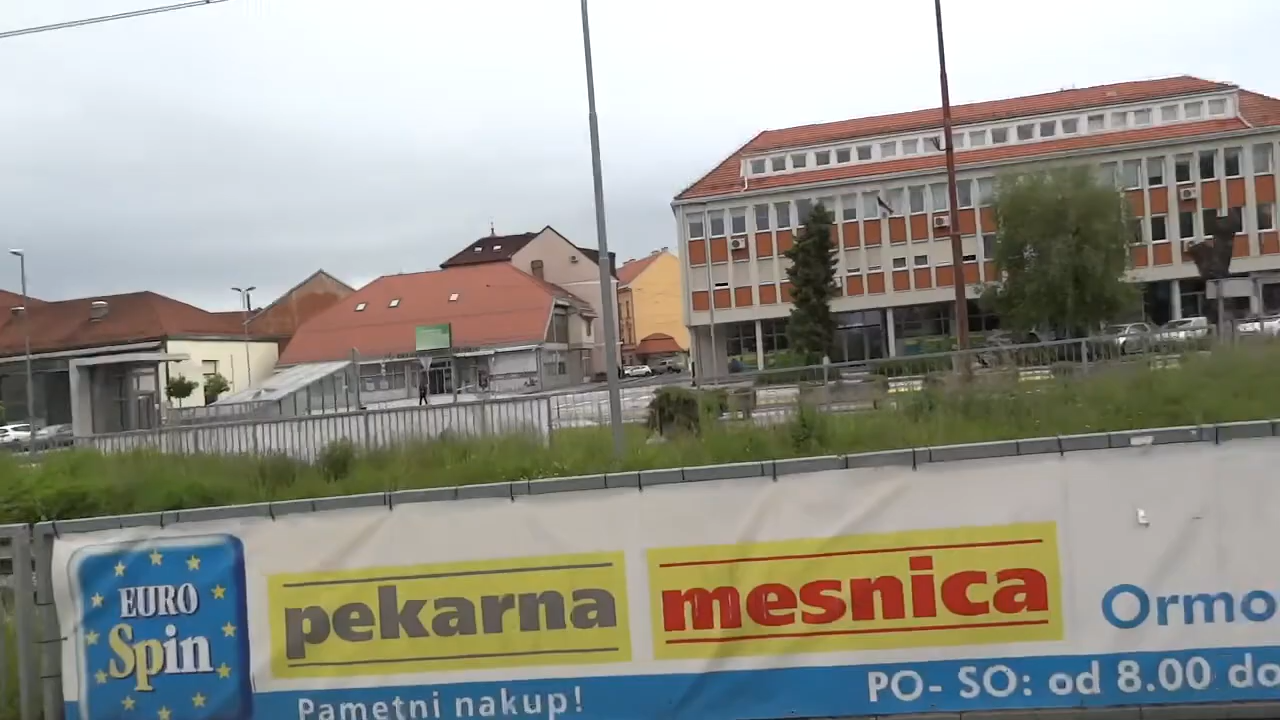 EURO
Spin
pekarna
mesnica
Ormo
Pametni nakup!
PO- SO: od 8.00 do